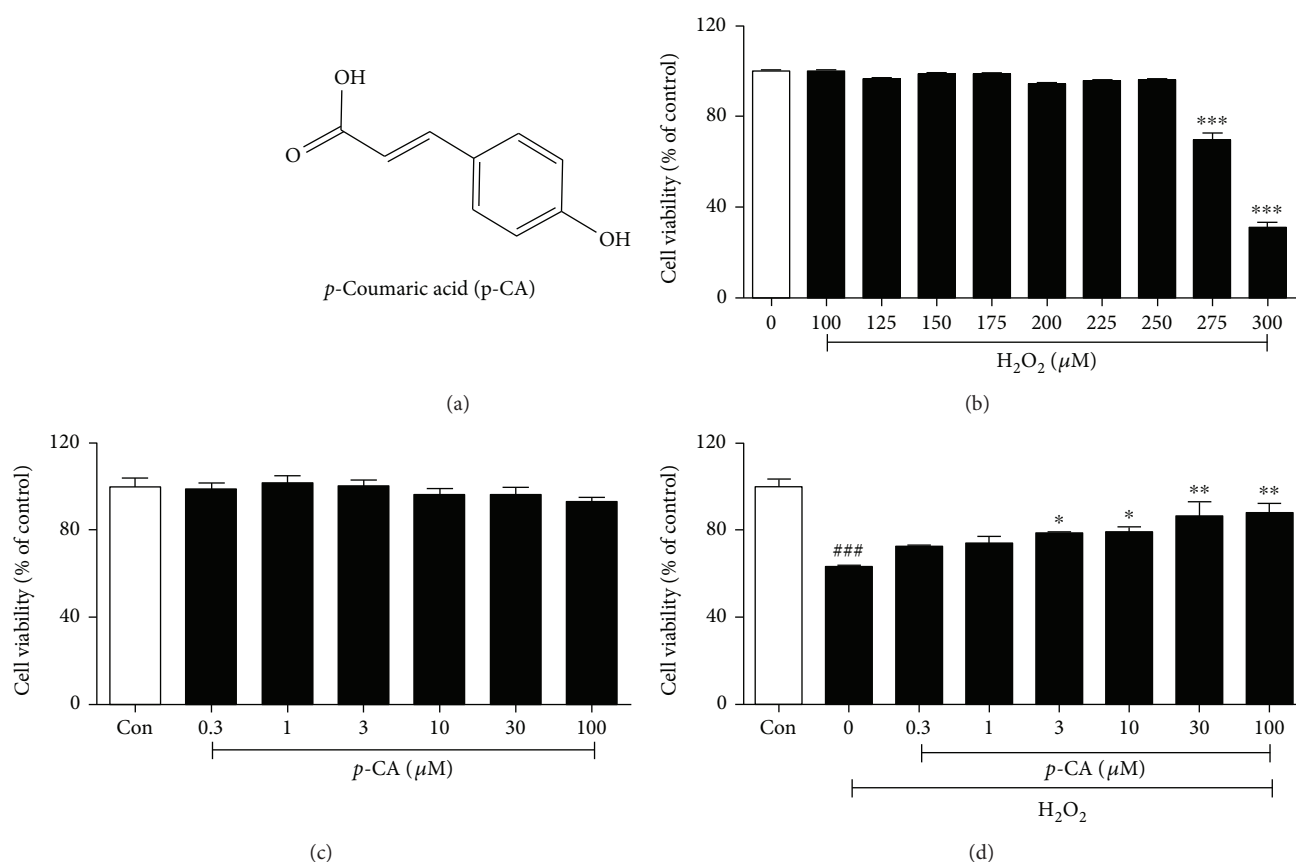 OH
O
OH
p-Coumaric acid (p-CA)
(a)
Cell viability (% of control)
120
80
40
0
***
***
0 100 125 150 175 200 225 250 275 300
H₂O₂ (μM)
(b)
Cell viability (% of control)
120
80
40
0
Con 0.3 1 3 10 30 100
p-CA (μM)
(c)
Cell viability (% of control)
120
80
40
0
### * * ** **
Con 0 0.3 1 3 10 30 100
p-CA (μM)
H₂O₂
(d)